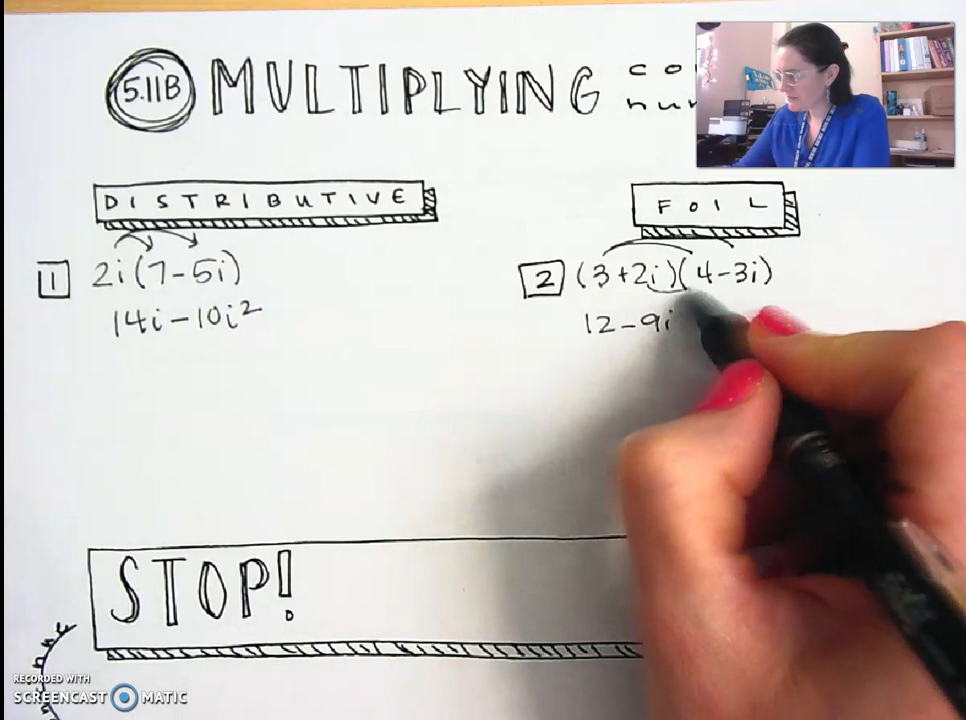 5.11B MULTIPLYING
DISTRIBUTIVE
1 2i(7-5i)
14i-10i²
FOIL
2 (3+2i)(4-3i)
12-9i
STOP!
RECORDED WITH
SCREENCAST MATIC